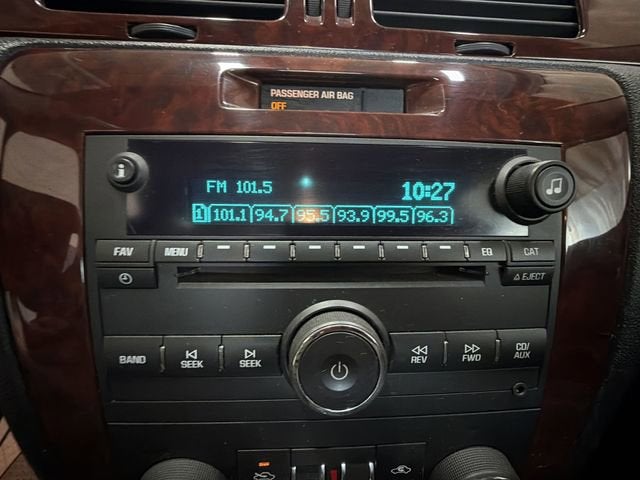 PASSENGER AIR BAG
OFF
i
FM 101.5 10:27
1 101.1 94.7 95.5 93.9 99.5 96.3
FAV MENU EQ CAT
EJECT
BAND SEEK SEEK REV FWD CD/
AUX